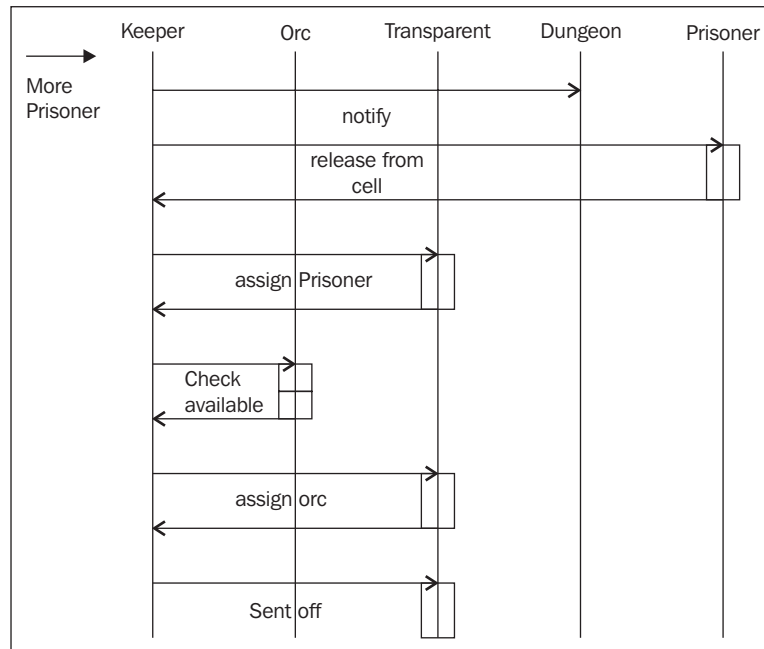 Keeper Orc Transparent Dungeon Prisoner
More
Prisoner
notify
release from
cell
assign Prisoner
Check
available
assign orc
Sent off